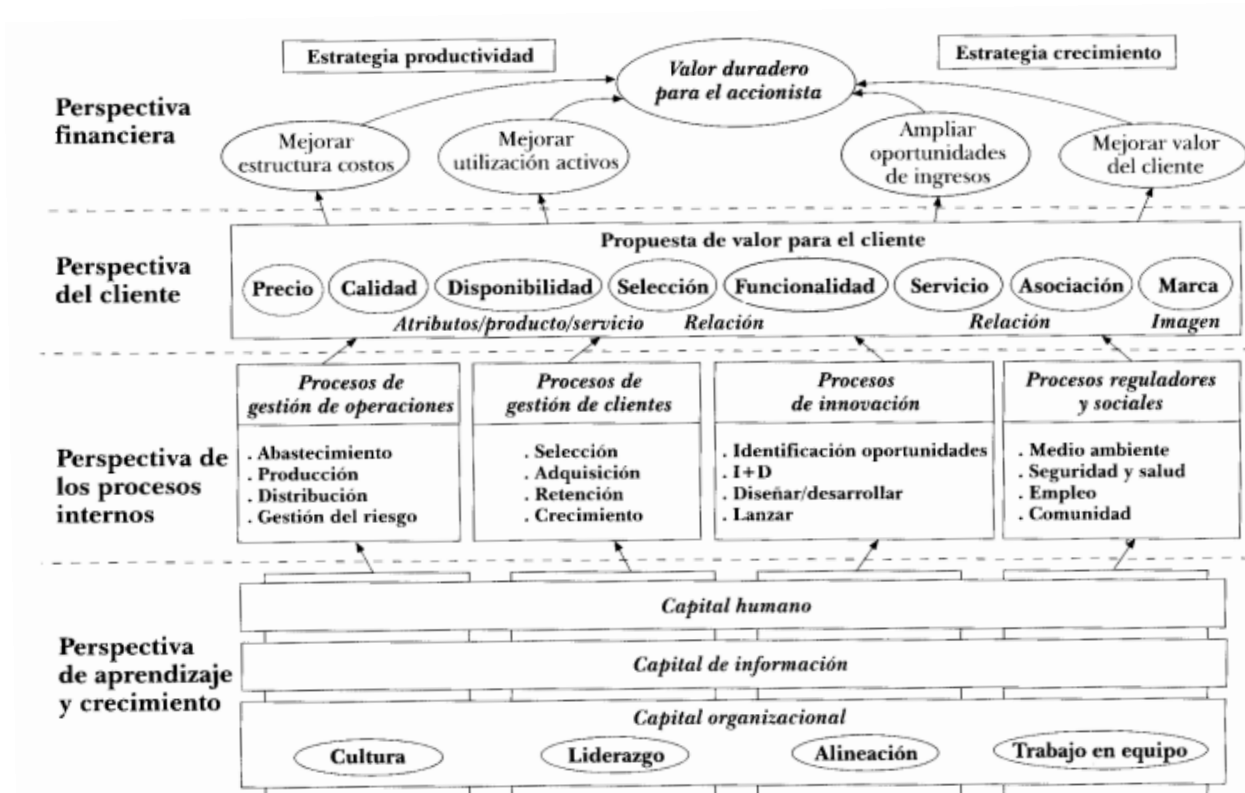 Estrategia productividad
Estrategia crecimiento
Valor duradero
para el accionista
Perspectiva
financiera
Mejorar
estructura costos
Mejorar
utilización activos
Ampliar
oportunidades
de ingresos
Mejorar valor
del cliente
Perspectiva
del cliente
Propuesta de valor para el cliente
Precio
Calidad
Disponibilidad
Selección
Funcionalidad
Servicio
Asociación
Marca
Atributos/producto/servicio
Relación
Relación
Imagen
Perspectiva de
los procesos
internos
Procesos de
gestión de operaciones
. Abastecimiento
. Producción
. Distribución
. Gestión del riesgo
Procesos de
gestión de clientes
. Selección
. Adquisición
. Retención
. Crecimiento
Procesos
de innovación
. Identificación oportunidades
. I+D
. Diseñar/desarrollar
. Lanzar
Procesos reguladores
y sociales
. Medio ambiente
. Seguridad y salud
. Empleo
. Comunidad
Perspectiva
de aprendizaje
y crecimiento
Capital humano
Capital de información
Capital organizacional
Cultura
Liderazgo
Alineación
Trabajo en equipo